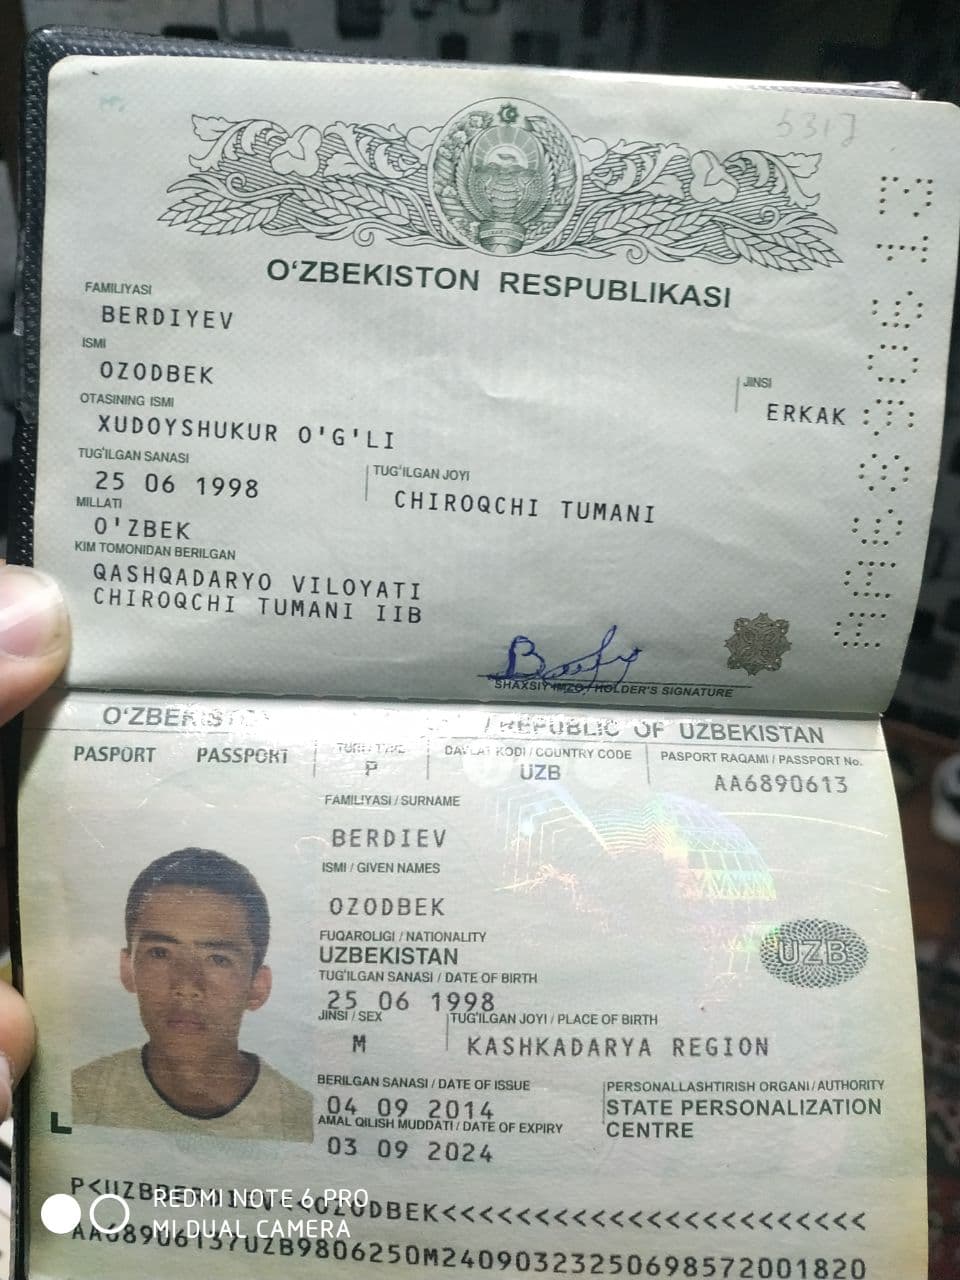 5317
O‘ZBEKISTON RESPUBLIKASI
FAMILIYASI
BERDIYEV
ISMI
OZODBEK
JINSI
ERKAK
OTASINING ISMI
XUDOYSHUKUR O'G'LI
TUG‘ILGAN SANASI
25 06 1998
TUG‘ILGAN JOYI
CHIROQCHI TUMANI
MILLATI
O'ZBEK
KIM TOMONIDAN BERILGAN
QASHQADARYO VILOYATI
CHIROQCHI TUMANI IIB
SHAXSIY IMZO / HOLDER'S SIGNATURE
O‘ZBEKISTON / REPUBLIC OF UZBEKISTAN
PASPORT PASSPORT
TURI / TYPE
P
DAVLAT KODI / COUNTRY CODE
UZB
PASPORT RAQAMI / PASSPORT No.
AA6890613
FAMILIYASI / SURNAME
BERDIEV
ISMI / GIVEN NAMES
OZODBEK
FUQAROLIGI / NATIONALITY
UZBEKISTAN
UZB
TUG‘ILGAN SANASI / DATE OF BIRTH
25 06 1998
JINSI / SEX
M
TUG‘ILGAN JOYI / PLACE OF BIRTH
KASHKADARYA REGION
BERILGAN SANASI / DATE OF ISSUE
04 09 2014
PERSONALLASHTIRISH ORGANI / AUTHORITY
STATE PERSONALIZATION
CENTRE
AMAL QILISH MUDDATI / DATE OF EXPIRY
03 09 2024
P<UZBBERDIEV<<OZODBEK<<<<<<<<<<<<<<<<<<<<<<<
AA68906137UZB9806250M24090323250698572001820
REDMI NOTE 6 PRO
MI DUAL CAMERA